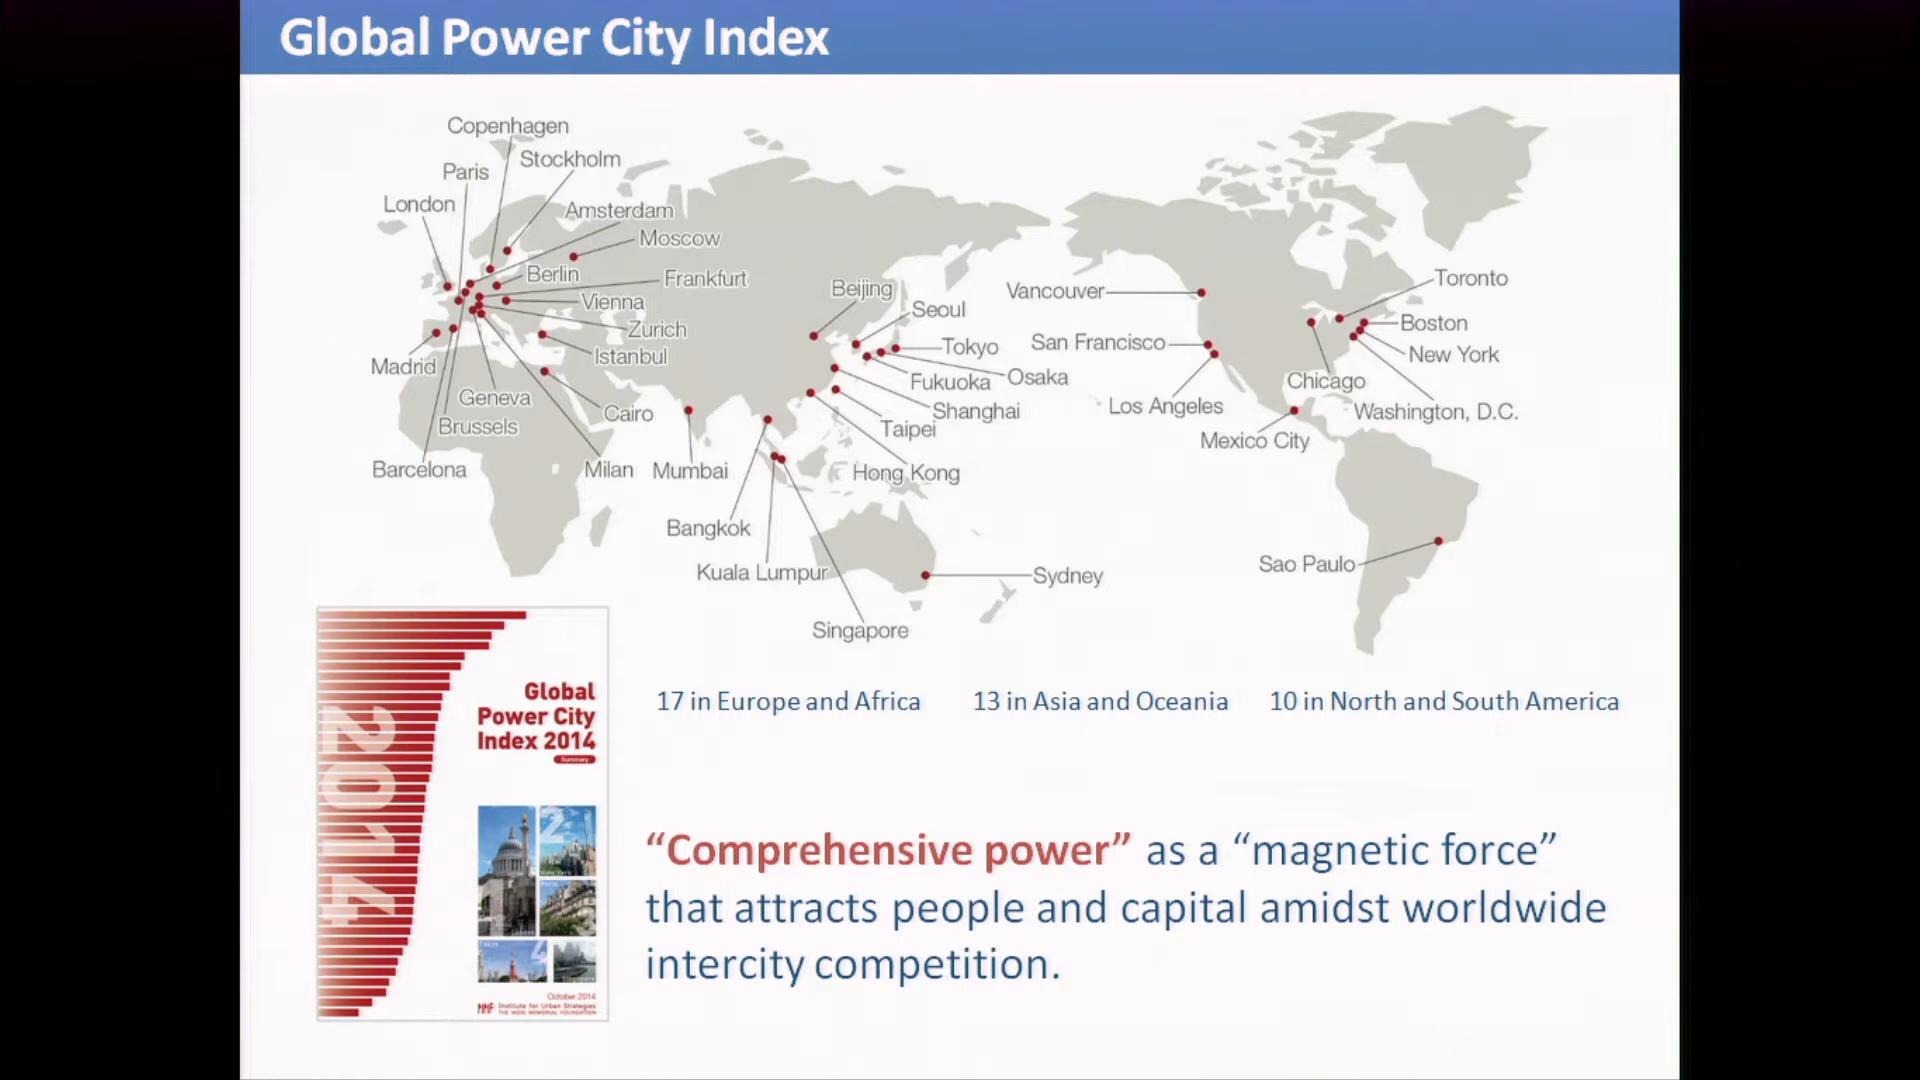 Global Power City Index
Copenhagen
Stockholm
Paris
London
Amsterdam
Moscow
Berlin
Frankfurt
Vienna
Zurich
Istanbul
Madrid
Geneva
Cairo
Brussels
Barcelona
Milan
Mumbai
Beijing
Seoul
Tokyo
Osaka
Fukuoka
Shanghai
Taipei
Hong Kong
Bangkok
Kuala Lumpur
Singapore
Sydney
Vancouver
San Francisco
Los Angeles
Mexico City
Chicago
Toronto
Boston
New York
Washington, D.C.
Sao Paulo
17 in Europe and Africa
13 in Asia and Oceania
10 in North and South America
2014
Global
Power City
Index 2014
Summary
2
4
October 2014
Institute for Urban Strategies
THE MORI MEMORIAL FOUNDATION
“Comprehensive power” as a “magnetic force”
that attracts people and capital amidst worldwide
intercity competition.